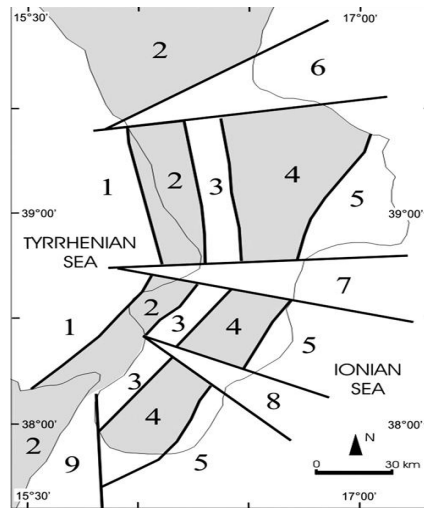 15°30' 17°00'
2
6
1 2 3 4
5
39°00' 39°00'
TYRRHENIAN
SEA
7
2
1 3 4
5
IONIAN
SEA
3
8
4
38°00' 38°00'
2 N
9 5
0 30 km
15°30' 17°00'